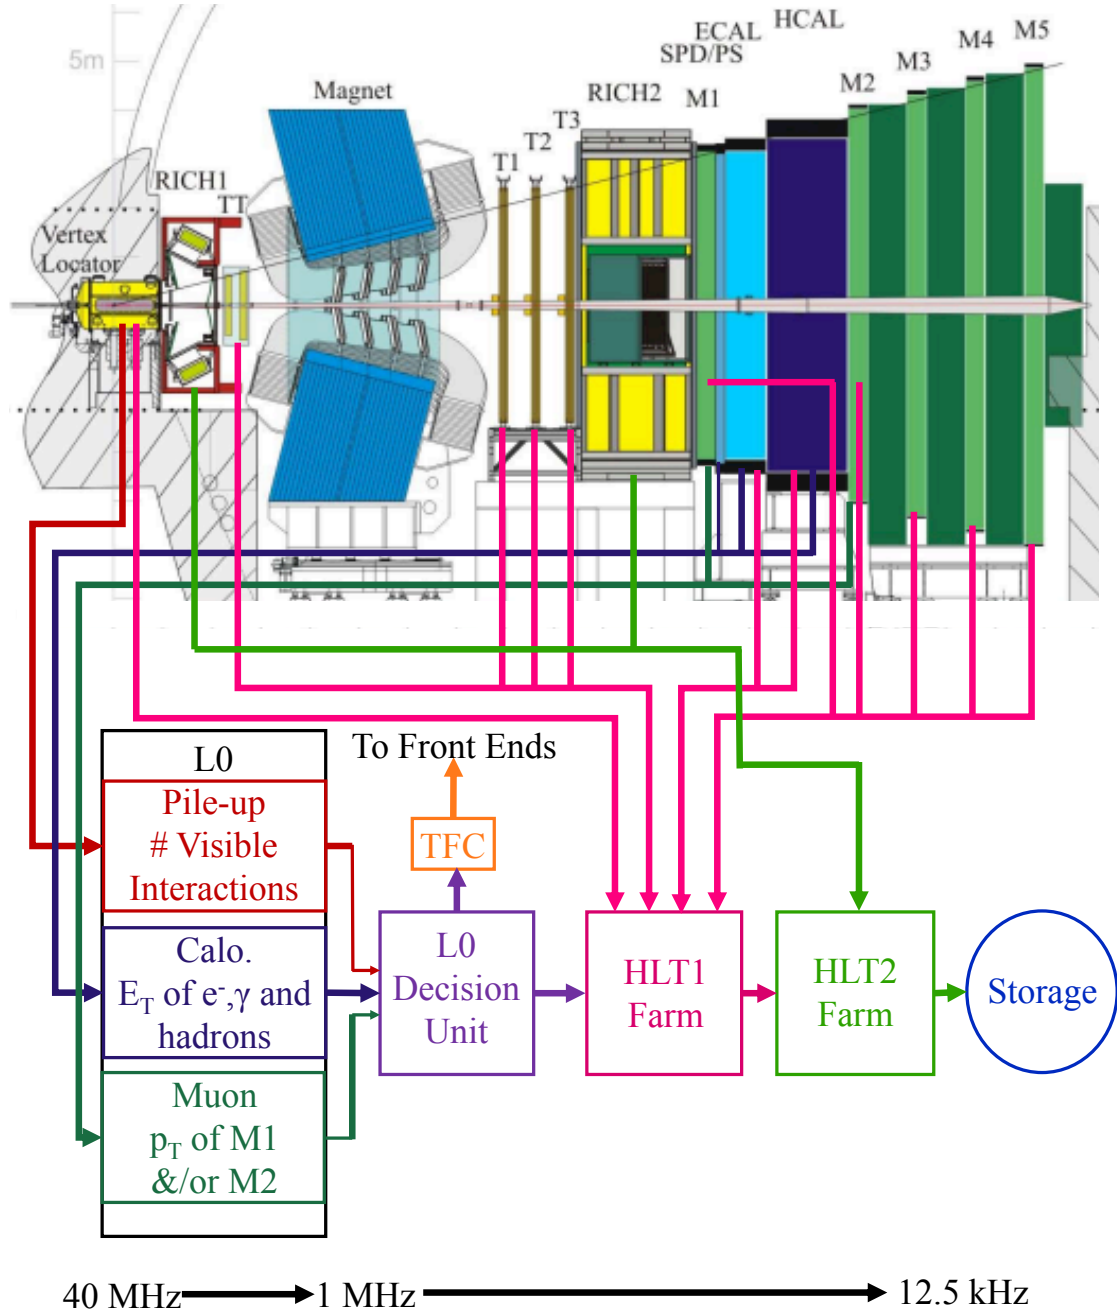 HCAL
ECAL
M5
SPD/PS
M4
5m
M3
M2
Magnet
RICH2
M1
T3
T2
T1
RICH1
TT
Vertex
Locator
To Front Ends
L0
Pile-up
# Visible
Interactions
TFC
Calo.
E_T of e⁻,γ and
hadrons
L0
Decision
Unit
HLT1
Farm
HLT2
Farm
Storage
Muon
p_T of M1
&/or M2
40 MHz 1 MHz 12.5 kHz